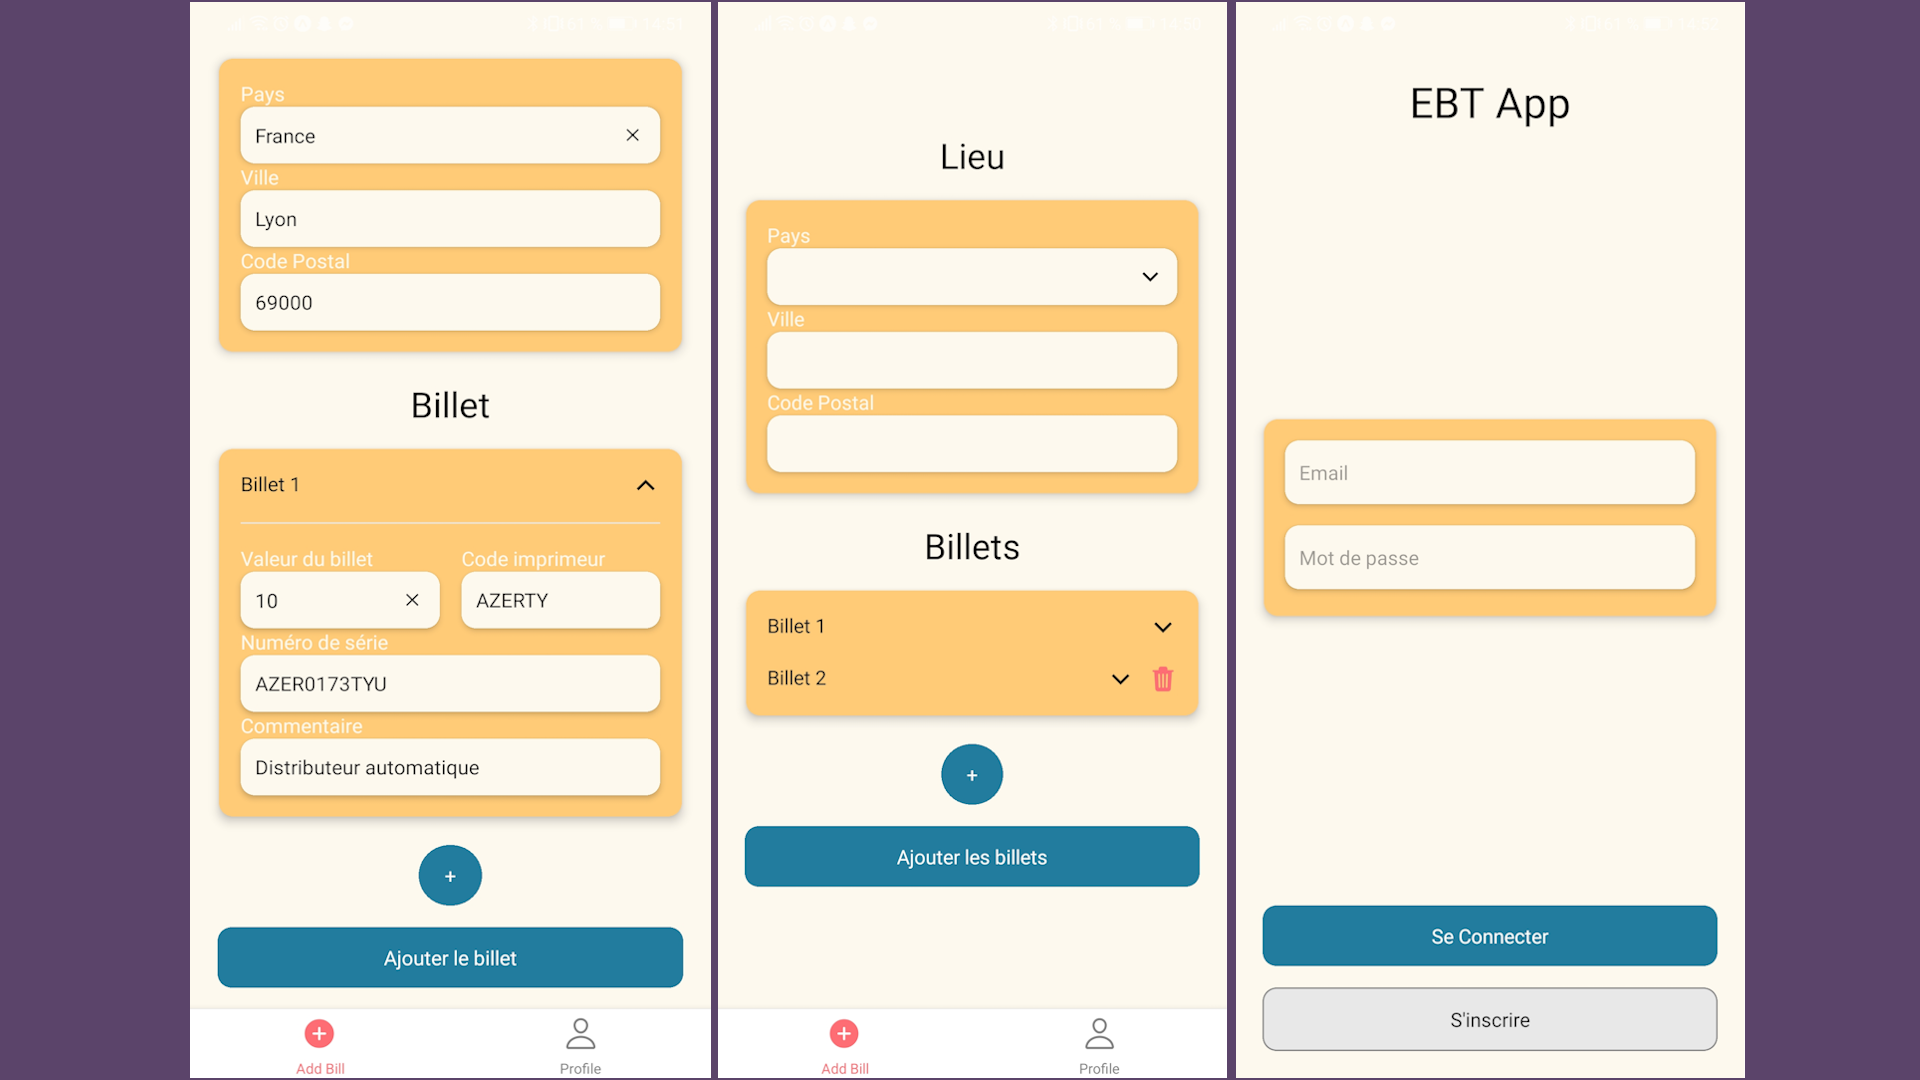 Pays
France
Ville
Lyon
Code Postal
69000
Billet
Billet 1
Valeur du billet
Code imprimeur
10
AZERTY
Numéro de série
AZER0173TYU
Commentaire
Distributeur automatique
+
Ajouter le billet
Add Bill
Profile
Lieu
Pays
Ville
Code Postal
Billets
Billet 1
Billet 2
+
Ajouter les billets
Add Bill
Profile
EBT App
Email
Mot de passe
Se Connecter
S'inscrire